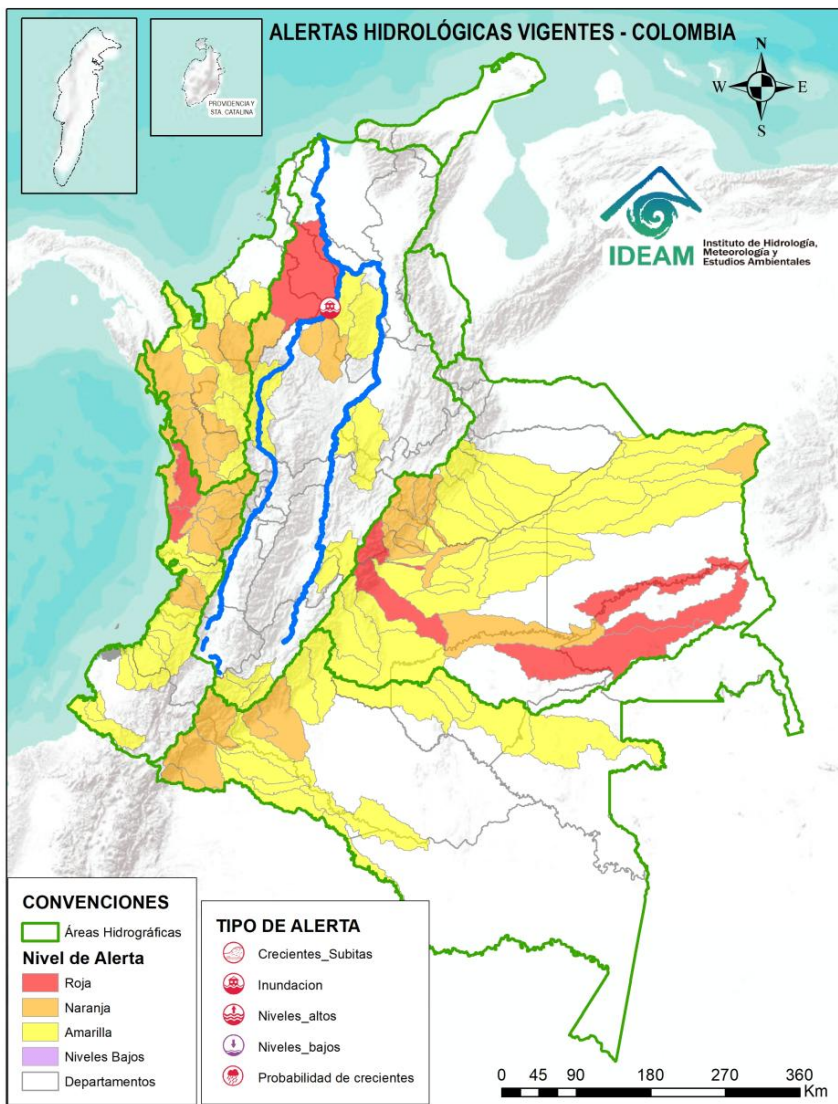 ALERTAS HIDROLÓGICAS VIGENTES - COLOMBIA
PROVIDENCIA Y
STA. CATALINA
N
W
E
S
IDEAM
Instituto de Hidrología,
Meteorología y
Estudios Ambientales
CONVENCIONES
Áreas Hidrográficas
Nivel de Alerta
Roja
Naranja
Amarilla
Niveles Bajos
Departamentos
TIPO DE ALERTA
Crecientes_Subitas
Inundacion
Niveles_altos
Niveles_bajos
Probabilidad de crecientes
0 45 90 180 270 360
Km